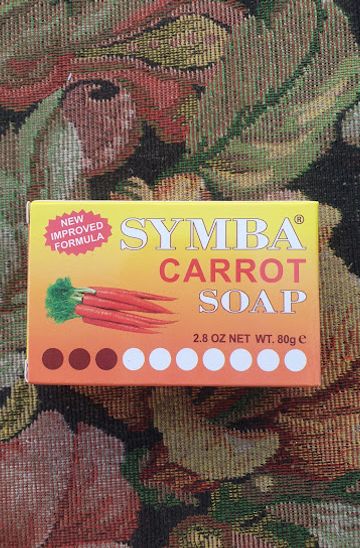 NEW
IMPROVED
FORMULA
SYMBA®
CARROT
SOAP
2.8 OZ NET WT. 80g ℮